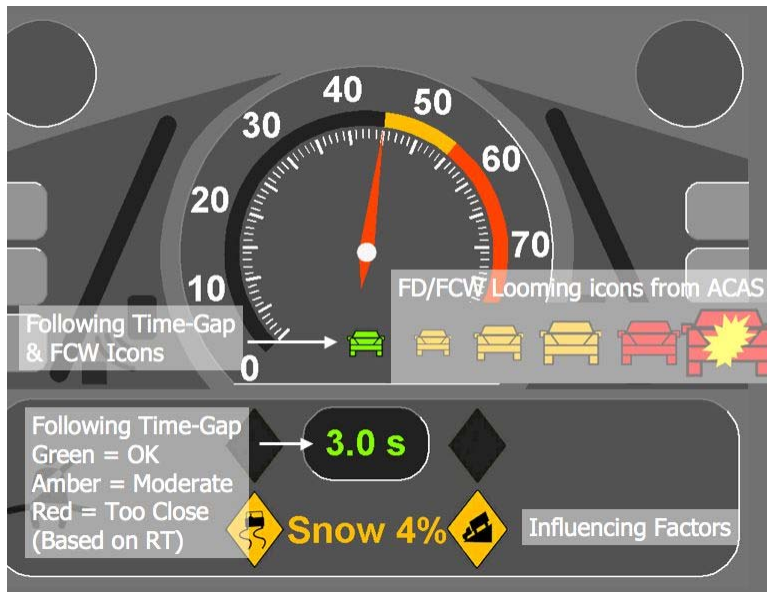 40
50
30
60
20
70
10
FD/FCW Looming icons from ACAS
Following Time-Gap
& FCW Icons
0
Following Time-Gap
Green = OK
Amber = Moderate
Red = Too Close
(Based on RT)
3.0 s
Snow 4%
Influencing Factors